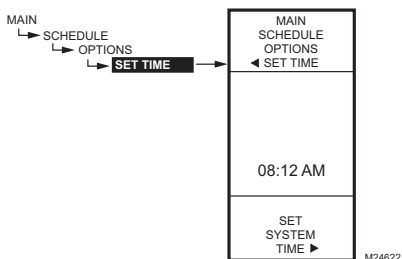 MAIN
SCHEDULE
OPTIONS
SET TIME
MAIN
SCHEDULE
OPTIONS
◄ SET TIME
08:12 AM
SET
SYSTEM
TIME ►
M24622